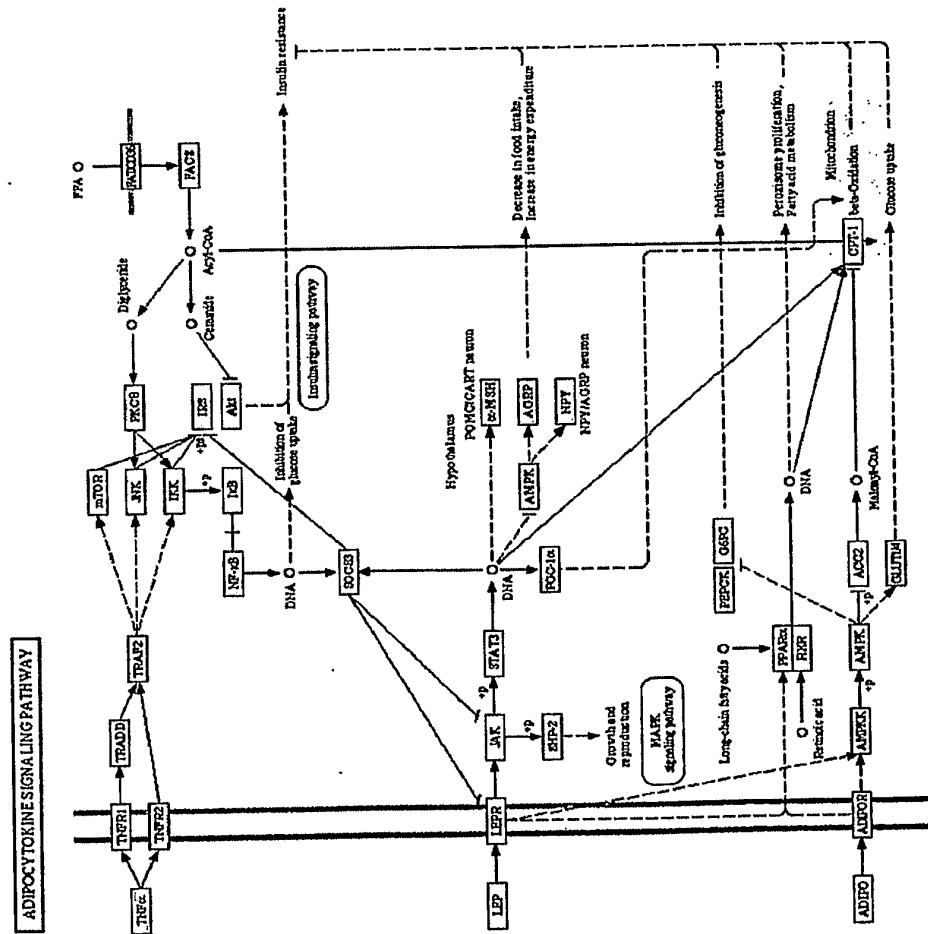 ADIPOCYTOKINE SIGNALING PATHWAY
TNFα
TNFR1
TNFR2
TRADD
TRAF2
mTOR
JNK
IKK
+p
IκB
NF-κB
DNA
Inhibition of
glucose uptake
SOCS3
PKCθ
IRS
+p
Akt
Diglyceride
Ceramide
Acyl-CoA
FFA
FACS
Insulin resistance
Insulin signaling pathway
LEP
LEPR
JAK
+p
STAT3
+p
SHP-2
Growth and
reproduction
MAPK
signaling pathway
DNA
PGC-1α
Hypothalamus
POMC/CART neuron
α-MSH
AMPK
AGRP
NPY
NPY/AGRP neuron
Decrease in food intake,
Increase in energy expenditure
PEPCK
G6PC
Inhibition of gluconeogenesis
Long-chain fatty acids
PPARα
RXR
Retinoic acid
DNA
Peroxisome proliferation,
Fatty acid metabolism
Mitochondrion
beta-Oxidation
CPT-1
ADIPO
ADIPOR
AMPKK
+p
AMPK
+p
ACC2
Malonyl-CoA
GLUT1/4
Glucose uptake